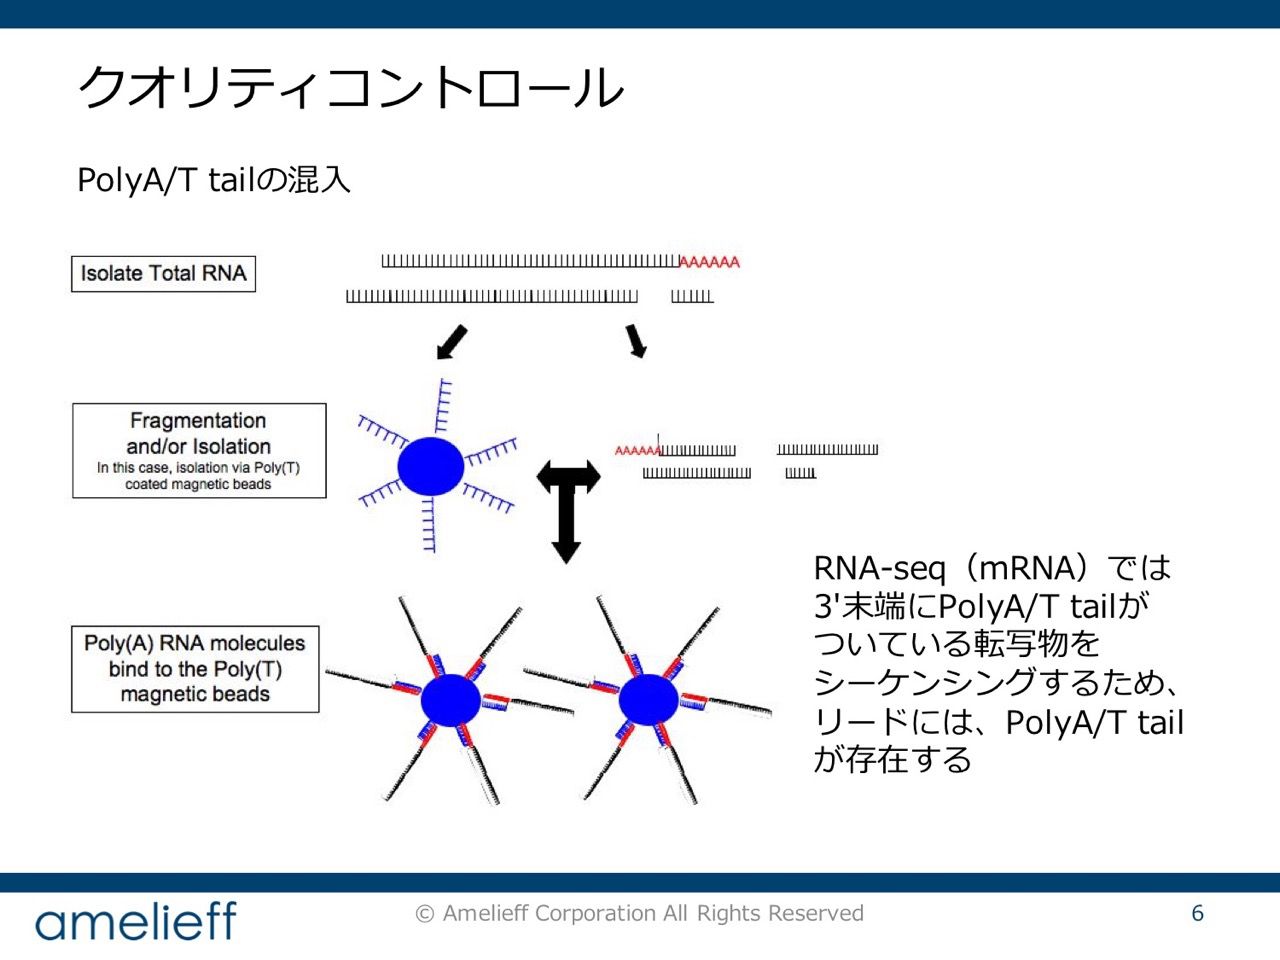 クオリティコントロール
PolyA/T tailの混入
Isolate Total RNA
AAAAAA
Fragmentation
and/or Isolation
In this case, isolation via Poly(T)
coated magnetic beads
AAAAAA
Poly(A) RNA molecules
bind to the Poly(T)
magnetic beads
RNA-seq（mRNA）では
3'末端にPolyA/T tailが
ついている転写物を
シーケンシングするため、
リードには、PolyA/T tail
が存在する
amelieff
© Amelieff Corporation All Rights Reserved
6